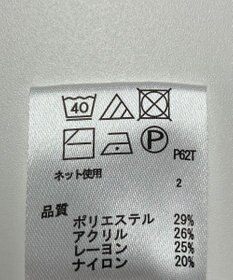 40
P P62T
ネット使用
2
品質
ポリエステル 29%
アクリル 26%
レーヨン 25%
ナイロン 20%